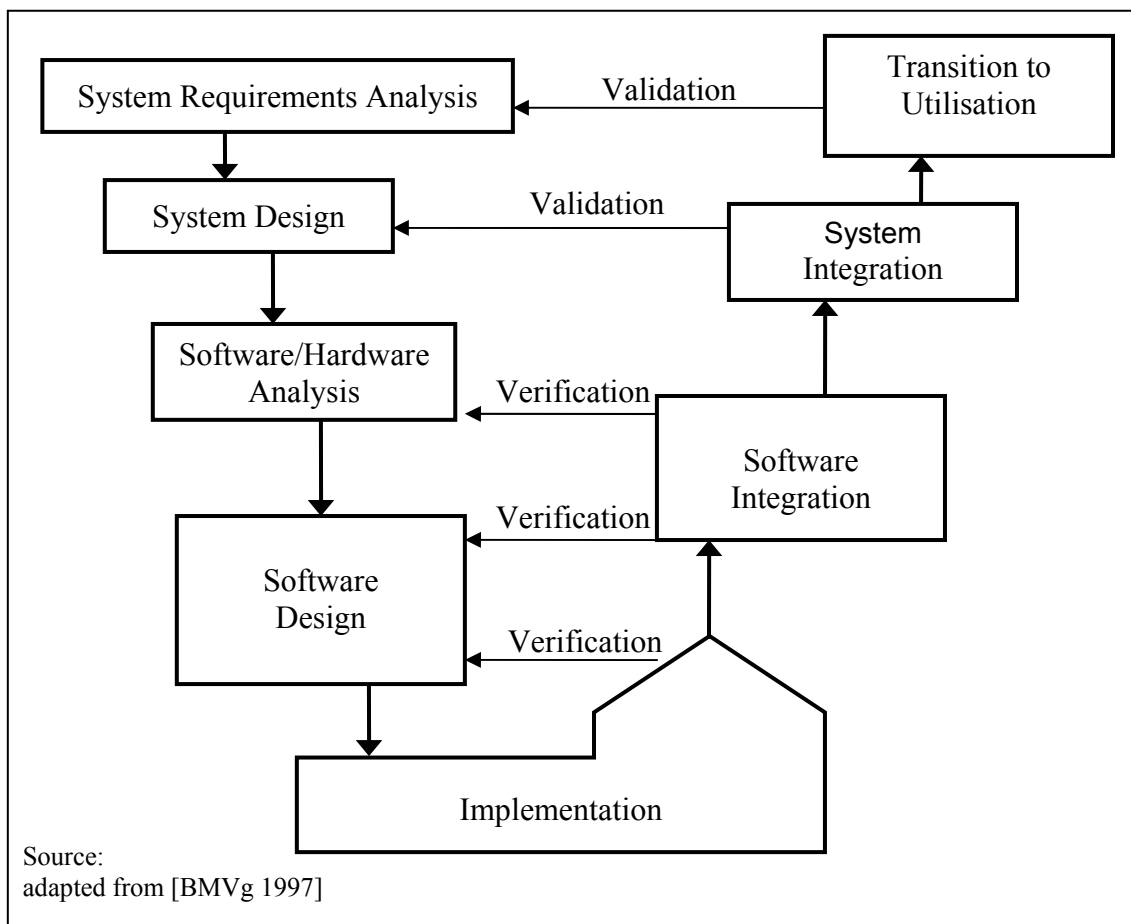 System Requirements Analysis
Validation
Transition to
Utilisation
System Design
Validation
System
Integration
Software/Hardware
Analysis
Verification
Software
Integration
Verification
Software
Design
Verification
Implementation
Source:
adapted from [BMVg 1997]